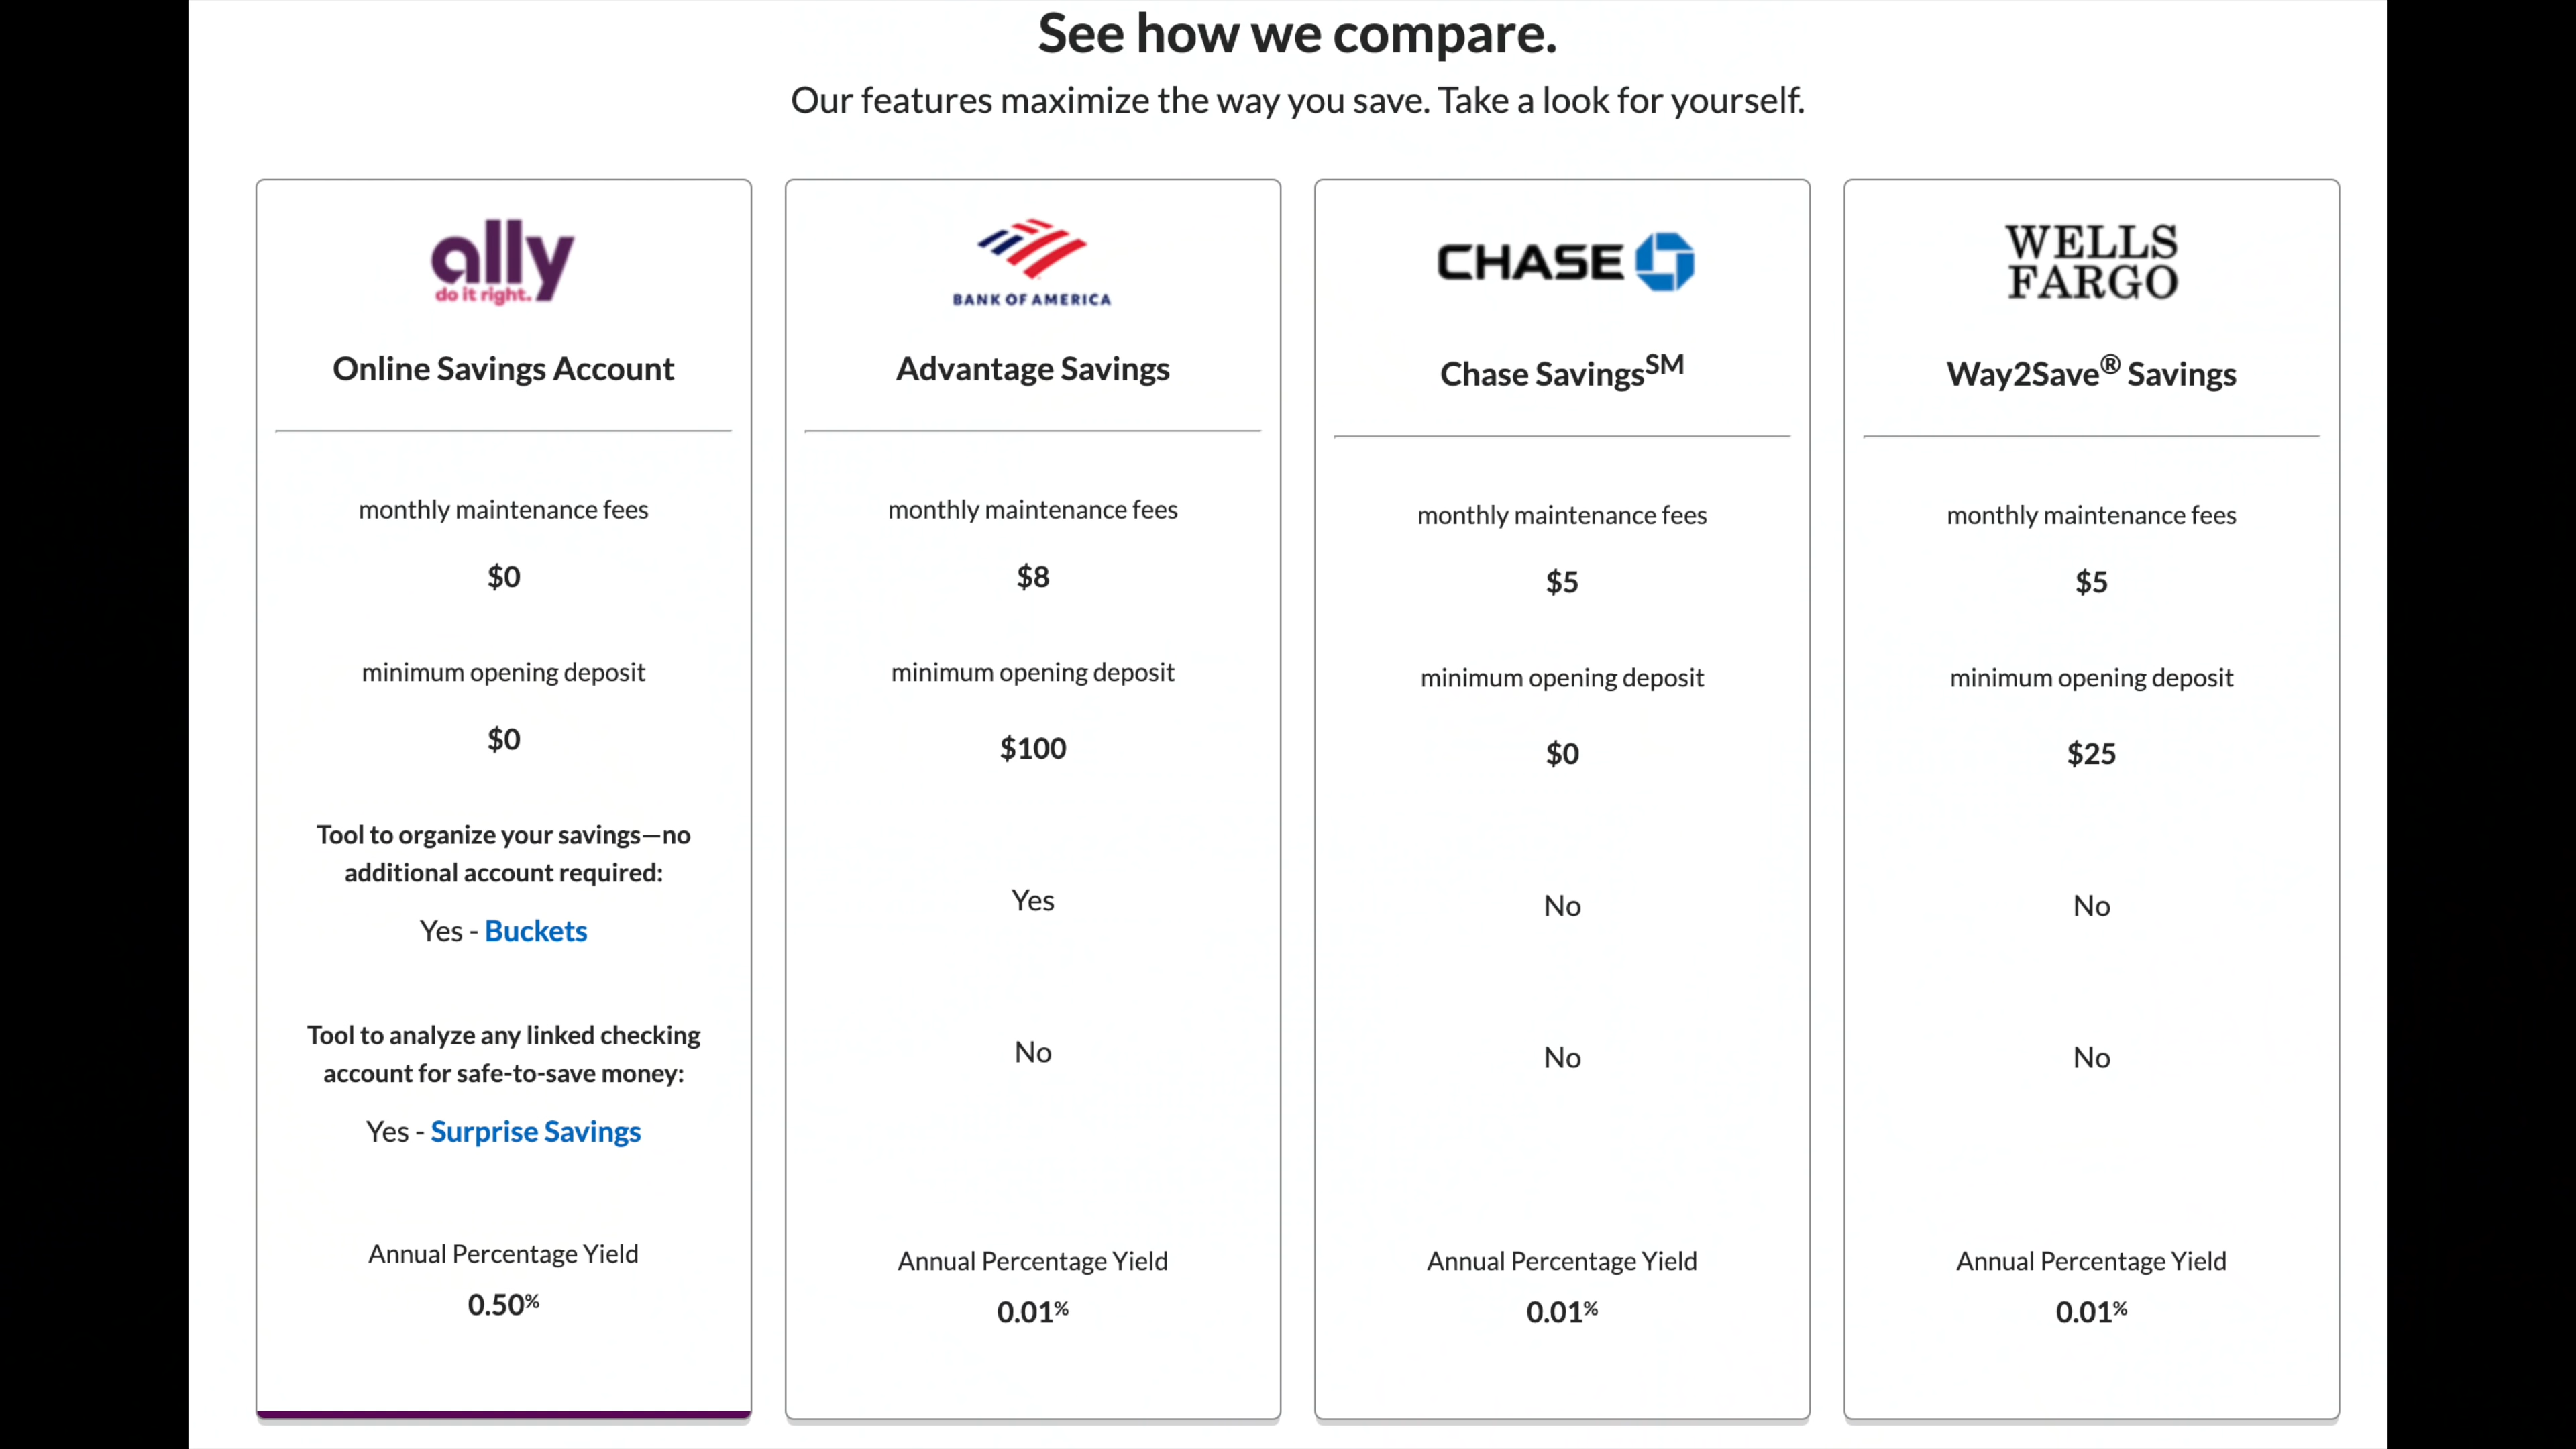 See how we compare.
Our features maximize the way you save. Take a look for yourself.
ally
do it right.
Online Savings Account
monthly maintenance fees
$0
minimum opening deposit
$0
Tool to organize your savings—no
additional account required:
Yes - Buckets
Tool to analyze any linked checking
account for safe-to-save money:
Yes - Surprise Savings
Annual Percentage Yield
0.50%
BANK OF AMERICA
Advantage Savings
monthly maintenance fees
$8
minimum opening deposit
$100
Yes
No
Annual Percentage Yield
0.01%
CHASE
Chase Savings℠
monthly maintenance fees
$5
minimum opening deposit
$0
No
No
Annual Percentage Yield
0.01%
WELLS
FARGO
Way2Save® Savings
monthly maintenance fees
$5
minimum opening deposit
$25
No
No
Annual Percentage Yield
0.01%